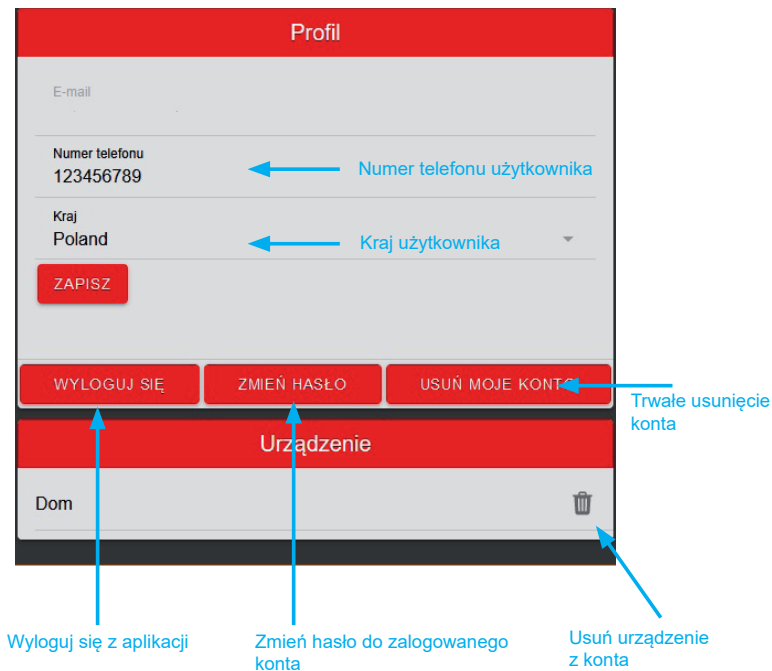 Profil
E-mail
Numer telefonu
123456789
Numer telefonu użytkownika
Kraj
Poland
Kraj użytkownika
ZAPISZ
WYLOGUJ SIĘ
ZMIEŃ HASŁO
USUŃ MOJE KONTO
Trwałe usunięcie
konta
Urządzenie
Dom
Wyloguj się z aplikacji
Zmień hasło do zalogowanego
konta
Usuń urządzenie
z konta